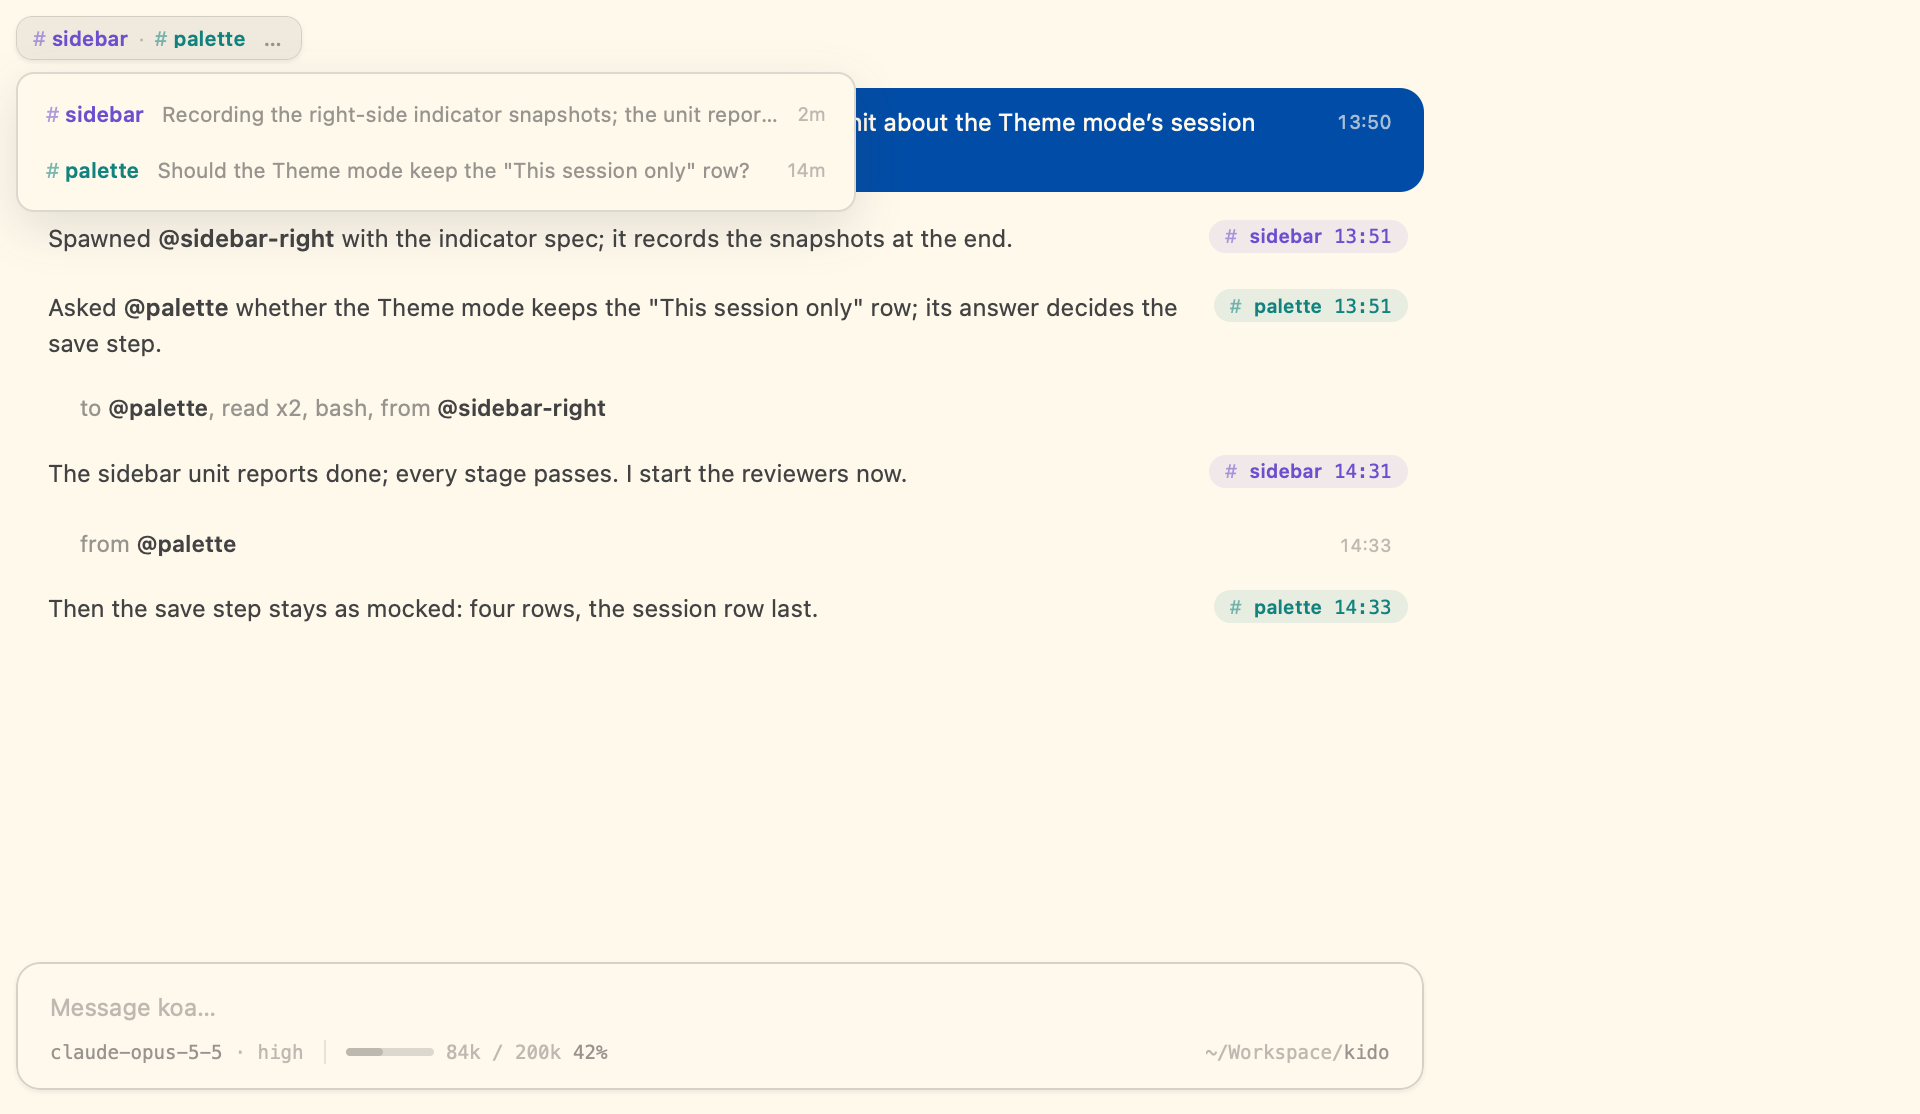 # sidebar · # palette ...
# sidebar Recording the right-side indicator snapshots; the unit repor... 2m
# palette Should the Theme mode keep the "This session only" row? 14m
about the Theme mode’s session 13:50
Spawned @sidebar-right with the indicator spec; it records the snapshots at the end. # sidebar 13:51
Asked @palette whether the Theme mode keeps the "This session only" row; its answer decides the # palette 13:51
save step.
to @palette, read x2, bash, from @sidebar-right
The sidebar unit reports done; every stage passes. I start the reviewers now. # sidebar 14:31
from @palette 14:33
Then the save step stays as mocked: four rows, the session row last. # palette 14:33
Message koa...
claude-opus-5-5 · high 84k / 200k 42% ~/Workspace/kido